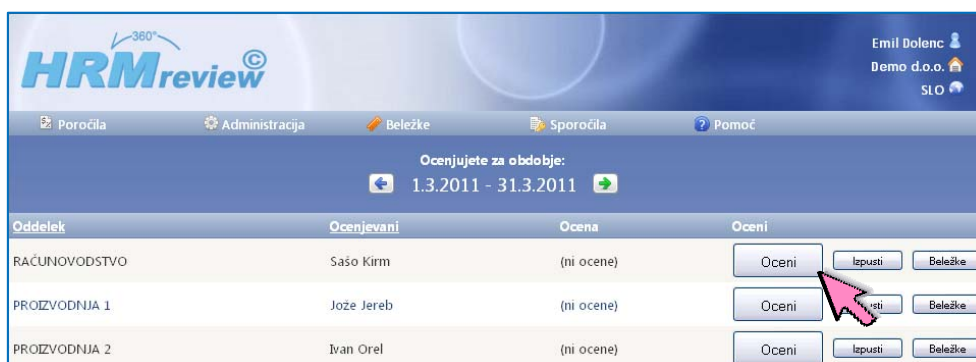 360°
HRMreview©
Emil Dolenc
Demo d.o.o.
SLO
Poročila Administracija Beležke Sporočila Pomoč
Ocenjujete za obdobje:
1.3.2011 - 31.3.2011
Oddelek Ocenjevani Ocena Oceni
RAČUNOVODSTVO Sašo Kirm (ni ocene) Oceni Izpusti Beležke
PROIZVODNJA 1 Jože Jereb (ni ocene) Oceni Beležke
PROIZVODNJA 2 Ivan Orel (ni ocene) Oceni Izpusti Beležke